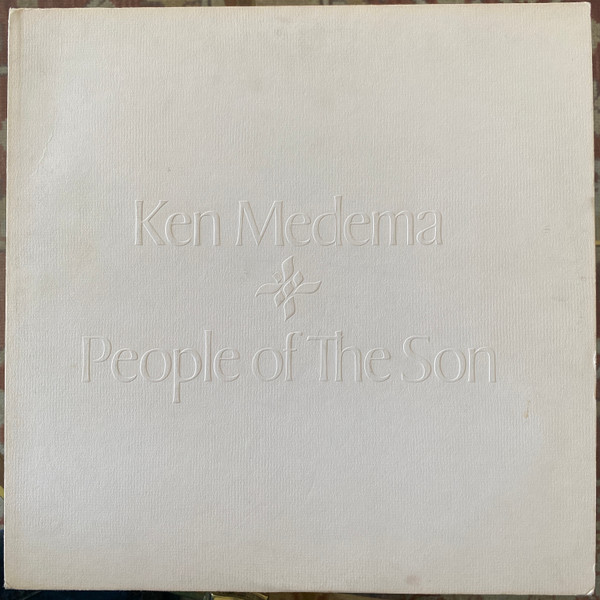 Ken Medema
People of The Son